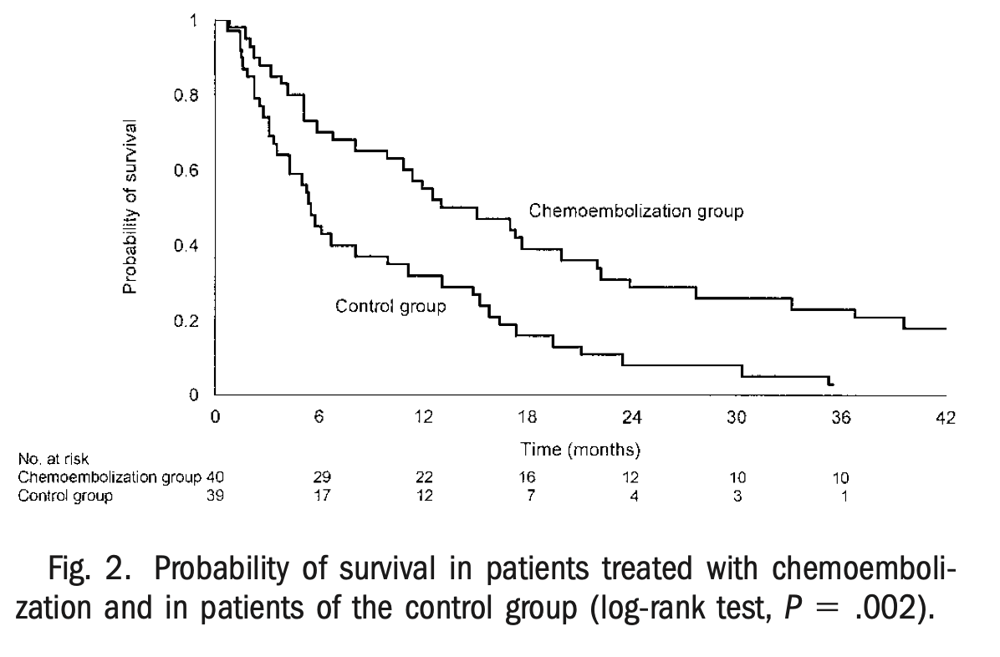 1
0.8
0.6
0.4
0.2
0
Probability of survival
Chemoembolization group
Control group
0 6 12 18 24 30 36 42
Time (months)
No. at risk
Chemoembolization group 40 29 22 16 12 10 10
Control group 39 17 12 7 4 3 1
Fig. 2. Probability of survival in patients treated with chemoemboli-
zation and in patients of the control group (log-rank test, P = .002).